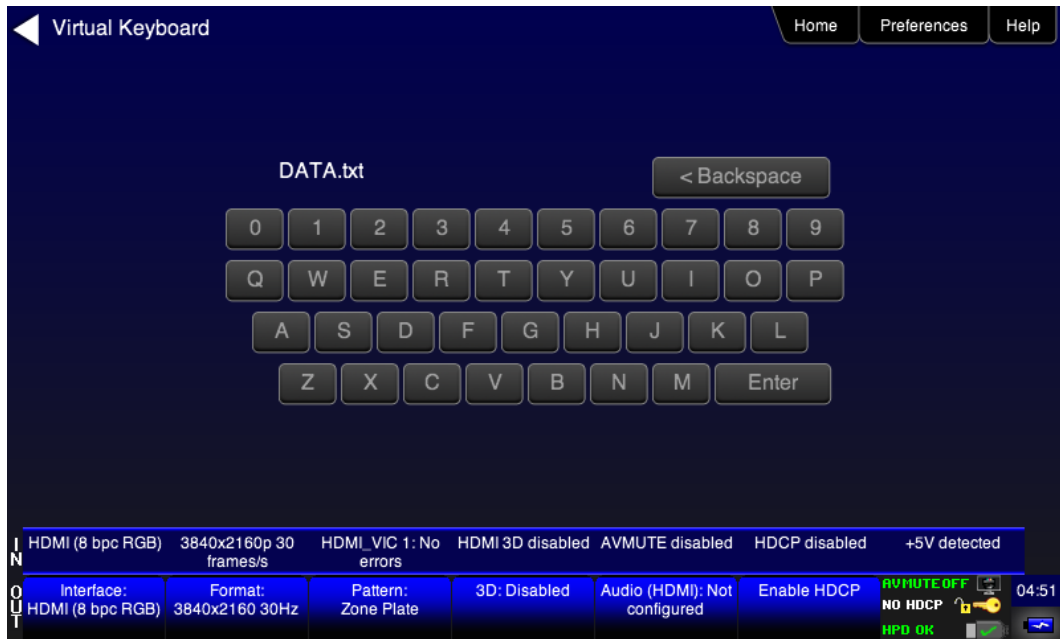 Virtual Keyboard
Home
Preferences
Help
DATA.txt
< Backspace
0 1 2 3 4 5 6 7 8 9
Q W E R T Y U I O P
A S D F G H J K L
Z X C V B N M Enter
IN
HDMI (8 bpc RGB)
3840x2160p 30
frames/s
HDMI_VIC 1: No
errors
HDMI 3D disabled
AVMUTE disabled
HDCP disabled
+5V detected
OUT
Interface:
HDMI (8 bpc RGB)
Format:
3840x2160 30Hz
Pattern:
Zone Plate
3D: Disabled
Audio (HDMI): Not
configured
Enable HDCP
AVMUTEOFF
NO HDCP
HPD OK
04:51